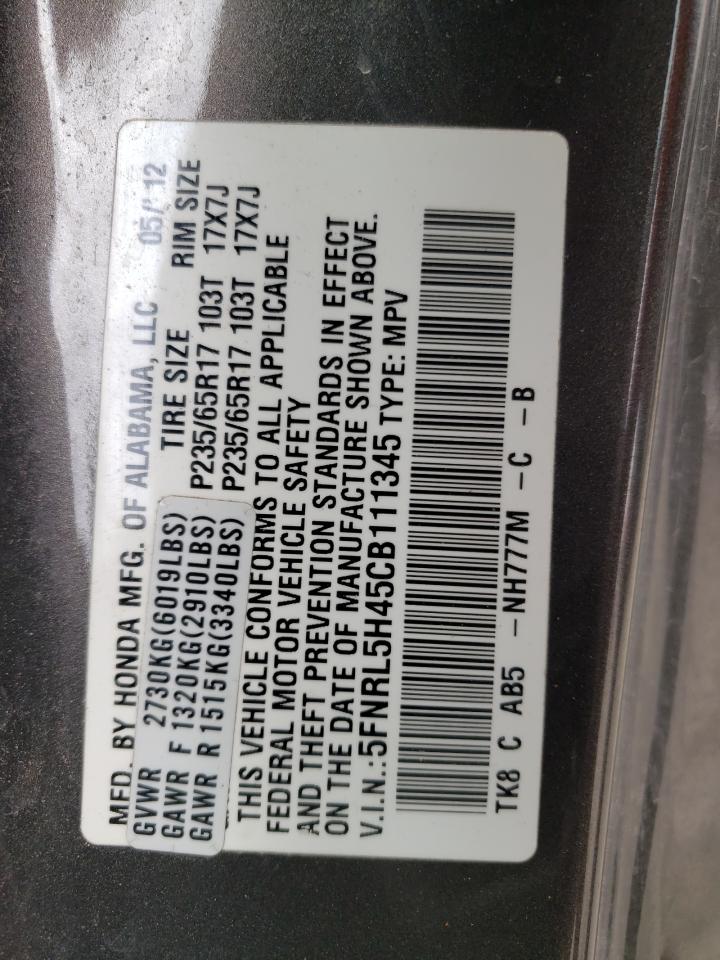 MFD. BY HONDA MFG. OF ALABAMA, LLC 05/ 12
GVWR 2730KG(6019LBS) TIRE SIZE RIM SIZE
GAWR F 1320KG(2910LBS) P235/65R17 103T 17X7J
GAWR R 1515KG(3340LBS) P235/65R17 103T 17X7J
THIS VEHICLE CONFORMS TO ALL APPLICABLE
FEDERAL MOTOR VEHICLE SAFETY
AND THEFT PREVENTION STANDARDS IN EFFECT
ON THE DATE OF MANUFACTURE SHOWN ABOVE.
V.I.N.:5FNRL5H45CB111345 TYPE: MPV
TK8 C AB5 -NH777M -C -B